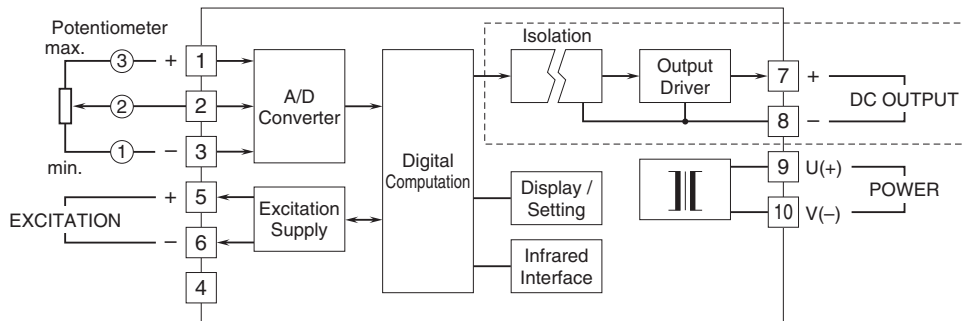 Potentiometer
max.
3
+
1
2
2
1
−
3
min.
A/D
Converter
EXCITATION
+
5
−
6
4
Excitation
Supply
Digital
Computation
Isolation
Output
Driver
7
+
8
−
DC OUTPUT
9
U(+)
10
V(–)
POWER
Display /
Setting
Infrared
Interface